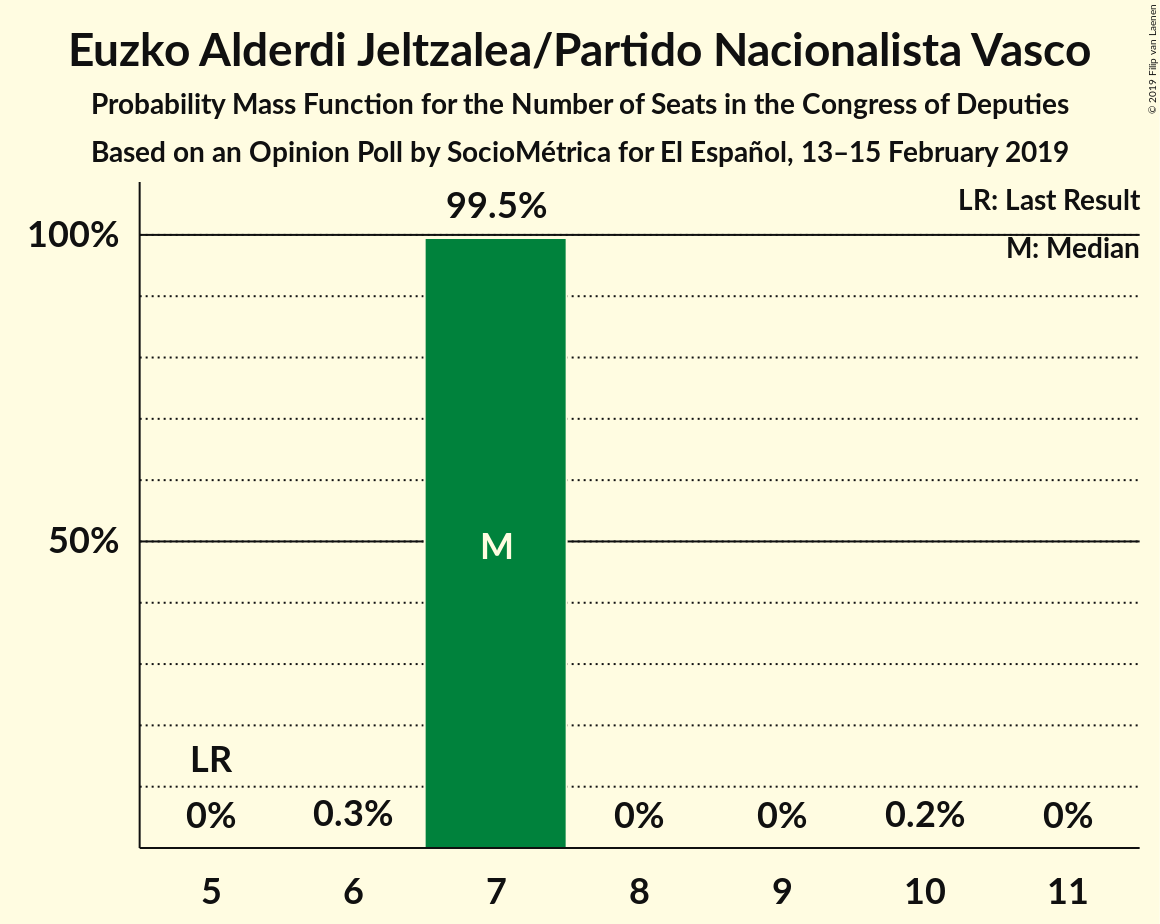 Euzko Alderdi Jeltzalea/Partido Nacionalista Vasco
Probability Mass Function for the Number of Seats in the Congress of Deputies
Based on an Opinion Poll by SocioMétrica for El Español, 13–15 February 2019
© 2019 Filip van Laenen
LR: Last Result
M: Median
99.5%
100%
50%
M
LR
0%
0.3%
0%
0%
0.2%
0%
5 6 7 8 9 10 11